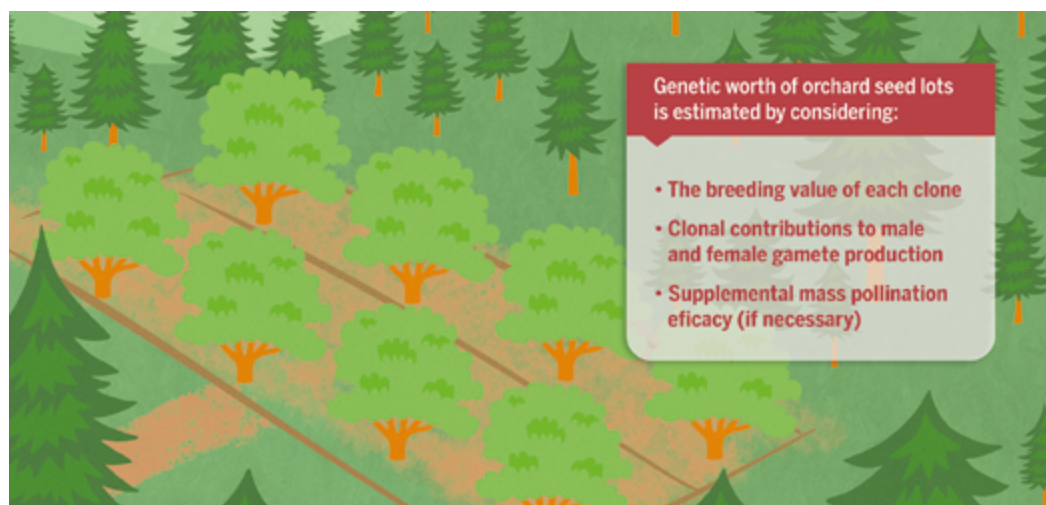 Genetic worth of orchard seed lots
is estimated by considering:
• The breeding value of each clone
• Clonal contributions to male
and female gamete production
• Supplemental mass pollination
eficacy (if necessary)